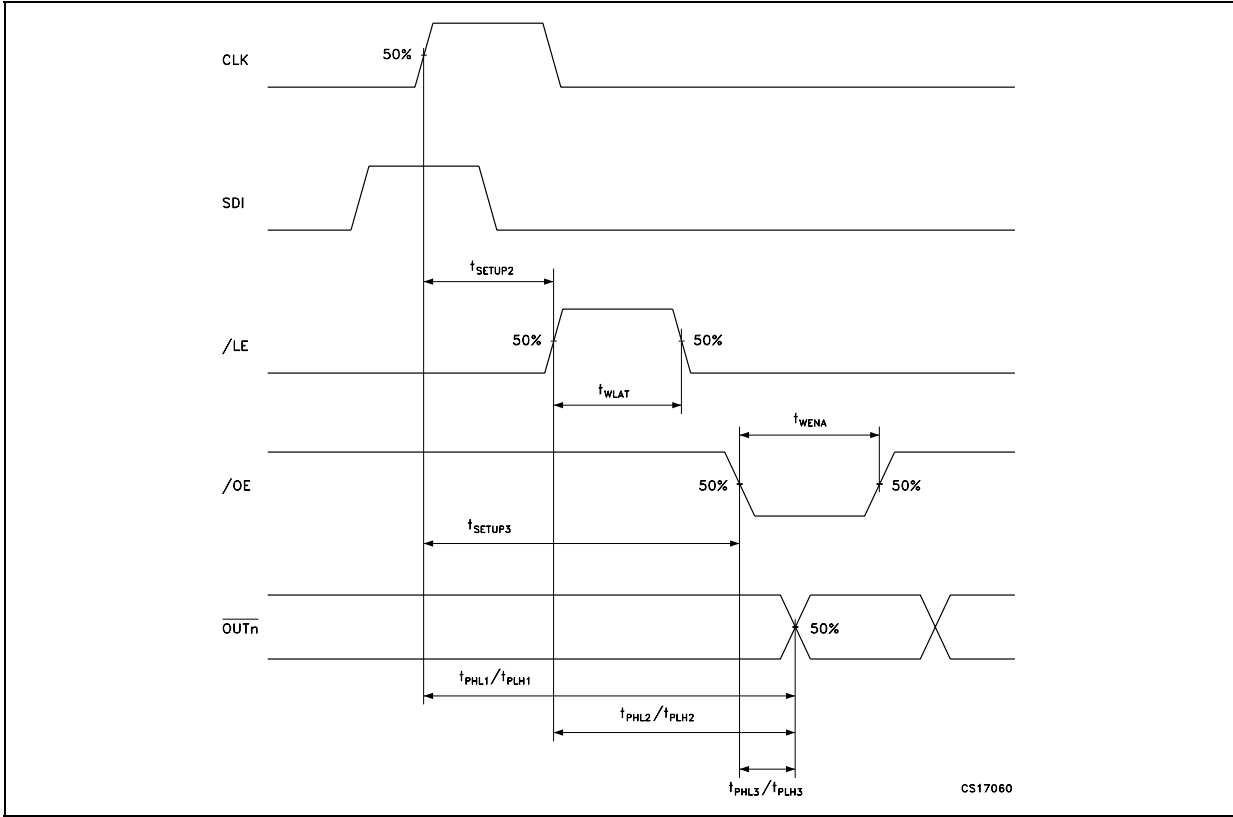 CLK
50%
SDI
tSETUP2
/LE
50%
50%
tWLAT
tWENA
/OE
50%
50%
tSETUP3
OUTn
50%
tPHL1/tPLH1
tPHL2/tPLH2
tPHL3/tPLH3
CS17060